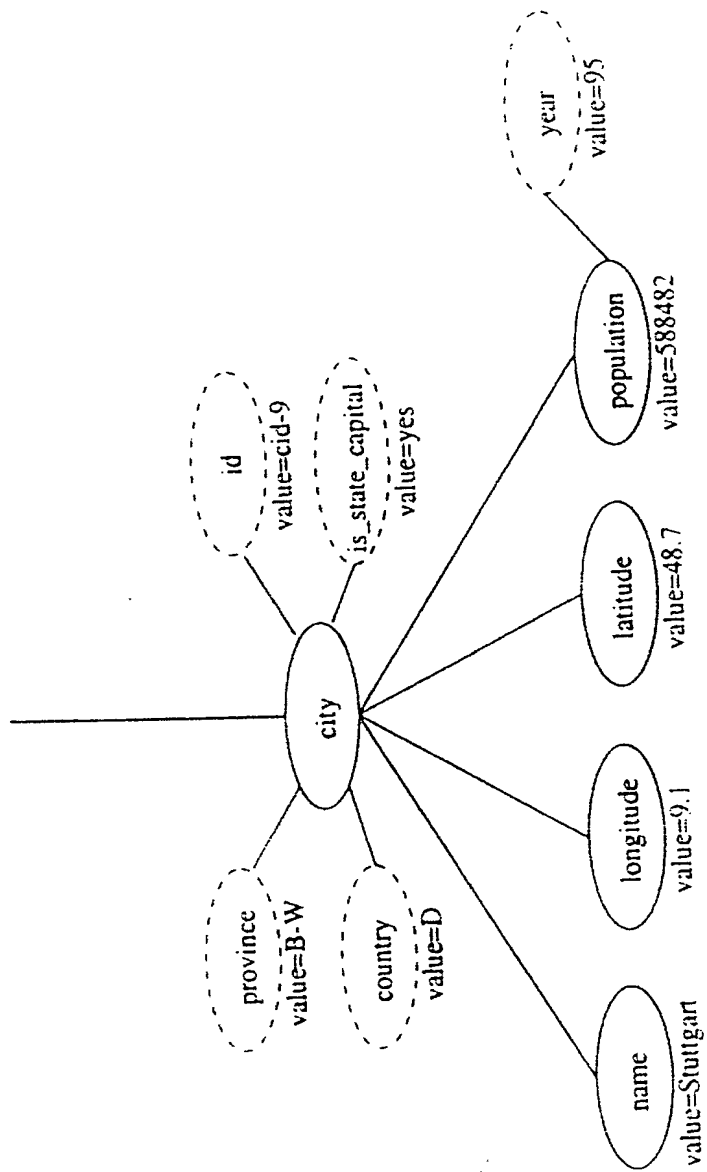 province
value=B-W
id
value=cid-9
city
country
value=D
is_state_capital
value=yes
name
value=Stuttgart
longitude
value=9.1
latitude
value=48.7
population
value=588482
year
value=95